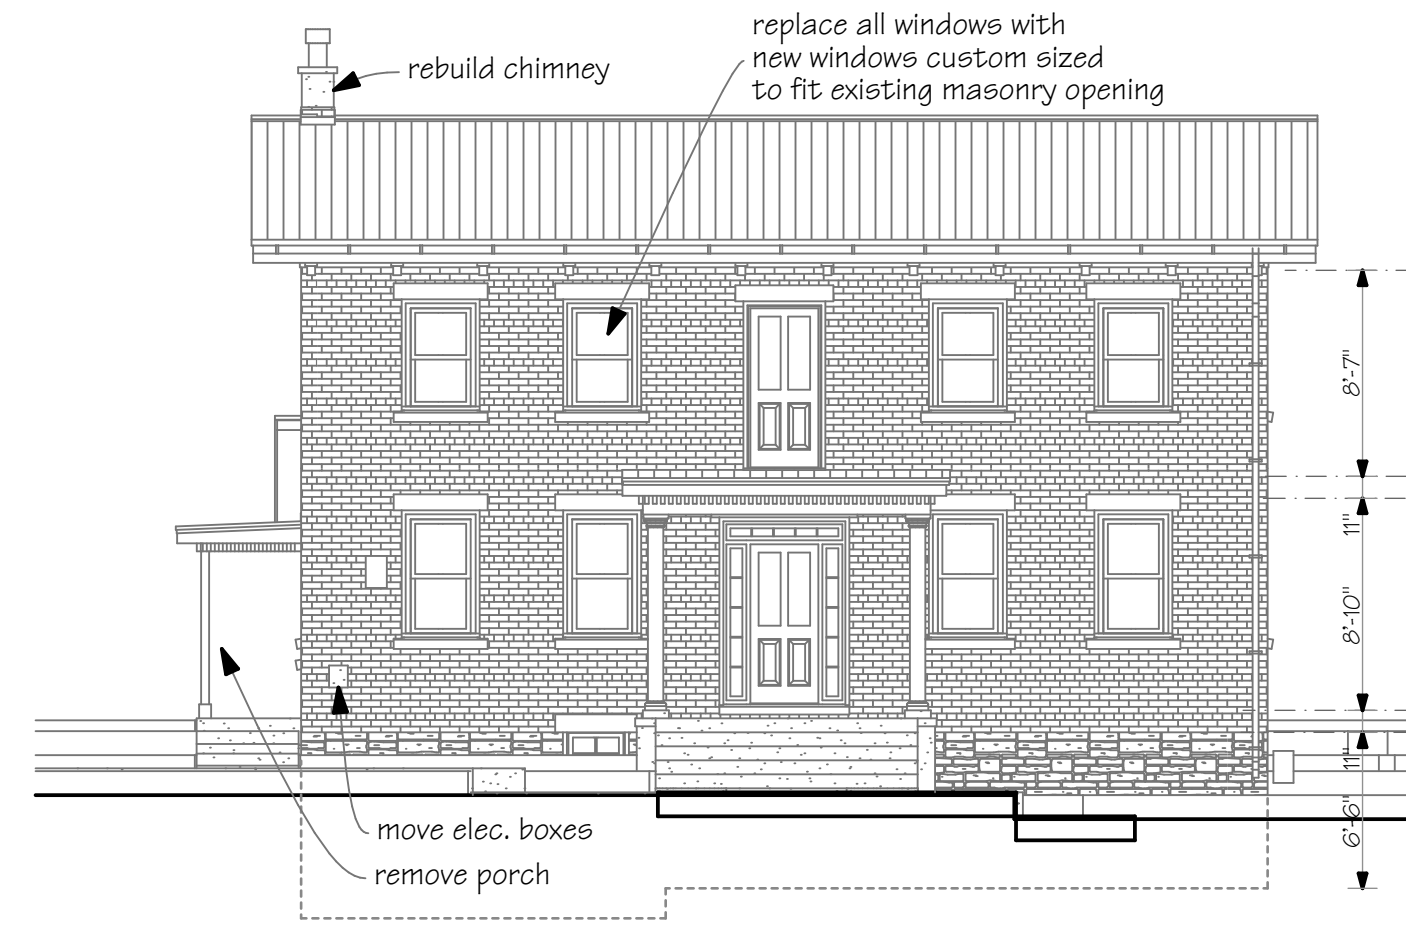 replace all windows with
new windows custom sized
to fit existing masonry opening
rebuild chimney
8'-7"
11"
8'-10"
11"
6'-6"
move elec. boxes
remove porch